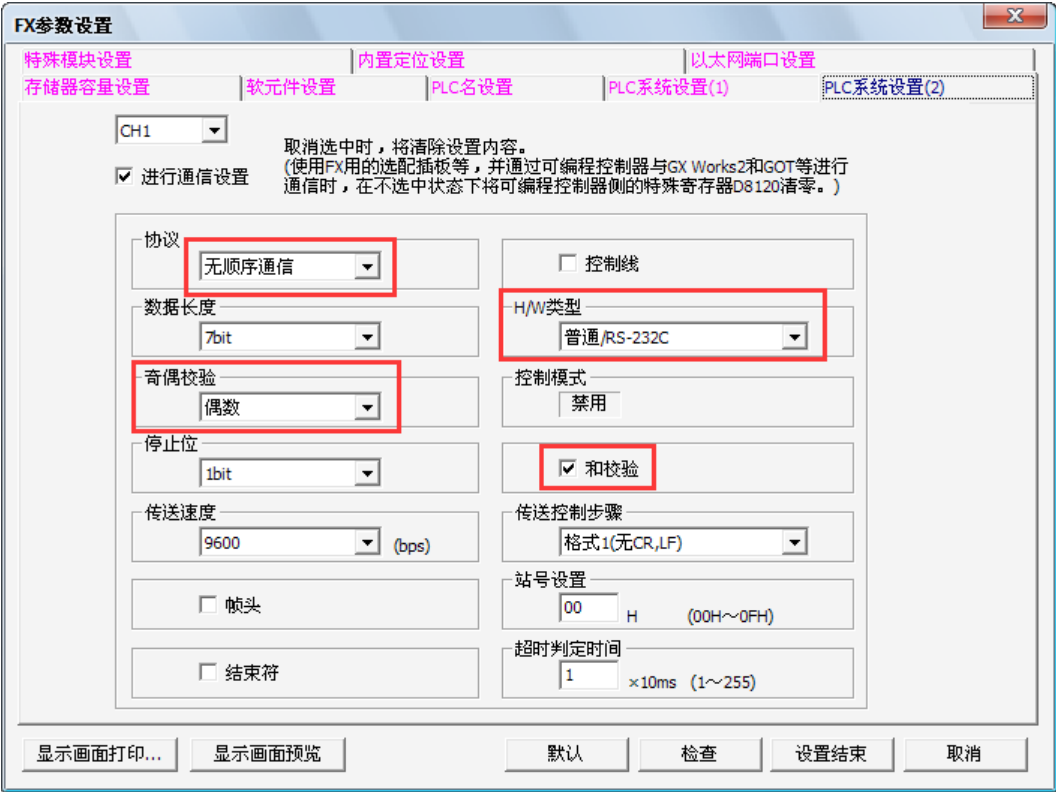 FX参数设置
特殊模块设置
内置定位设置
以太网端口设置
存储器容量设置
软元件设置
PLC名设置
PLC系统设置(1)
PLC系统设置(2)
CH1
进行通信设置
取消选中时，将清除设置内容。
(使用FX用的选配插板等，并通过可编程控制器与GX Works2和GOT等进行
通信时，在不选中状态下将可编程控制器侧的特殊寄存器D8120清零。)
协议
无顺序通信
控制线
数据长度
7bit
H/W类型
普通/RS-232C
奇偶校验
偶数
控制模式
禁用
停止位
1bit
和校验
传送速度
9600
(bps)
传送控制步骤
格式1(无CR,LF)
帧头
站号设置
00
H
(00H～0FH)
结束符
超时判定时间
1
×10ms
(1～255)
显示画面打印...
显示画面预览
默认
检查
设置结束
取消